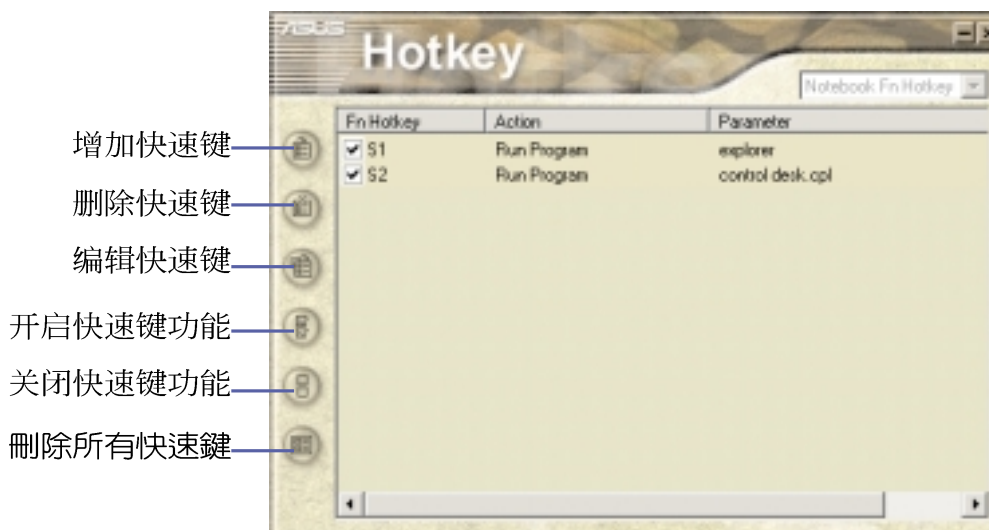 ASUS
Hotkey
Notebook Fn Hotkey
Fn Hotkey Action Parameter
S1 Run Program explorer
S2 Run Program control desk.cpl
增加快速键
删除快速键
编辑快速键
开启快速键功能
关闭快速键功能
刪除所有快速鍵